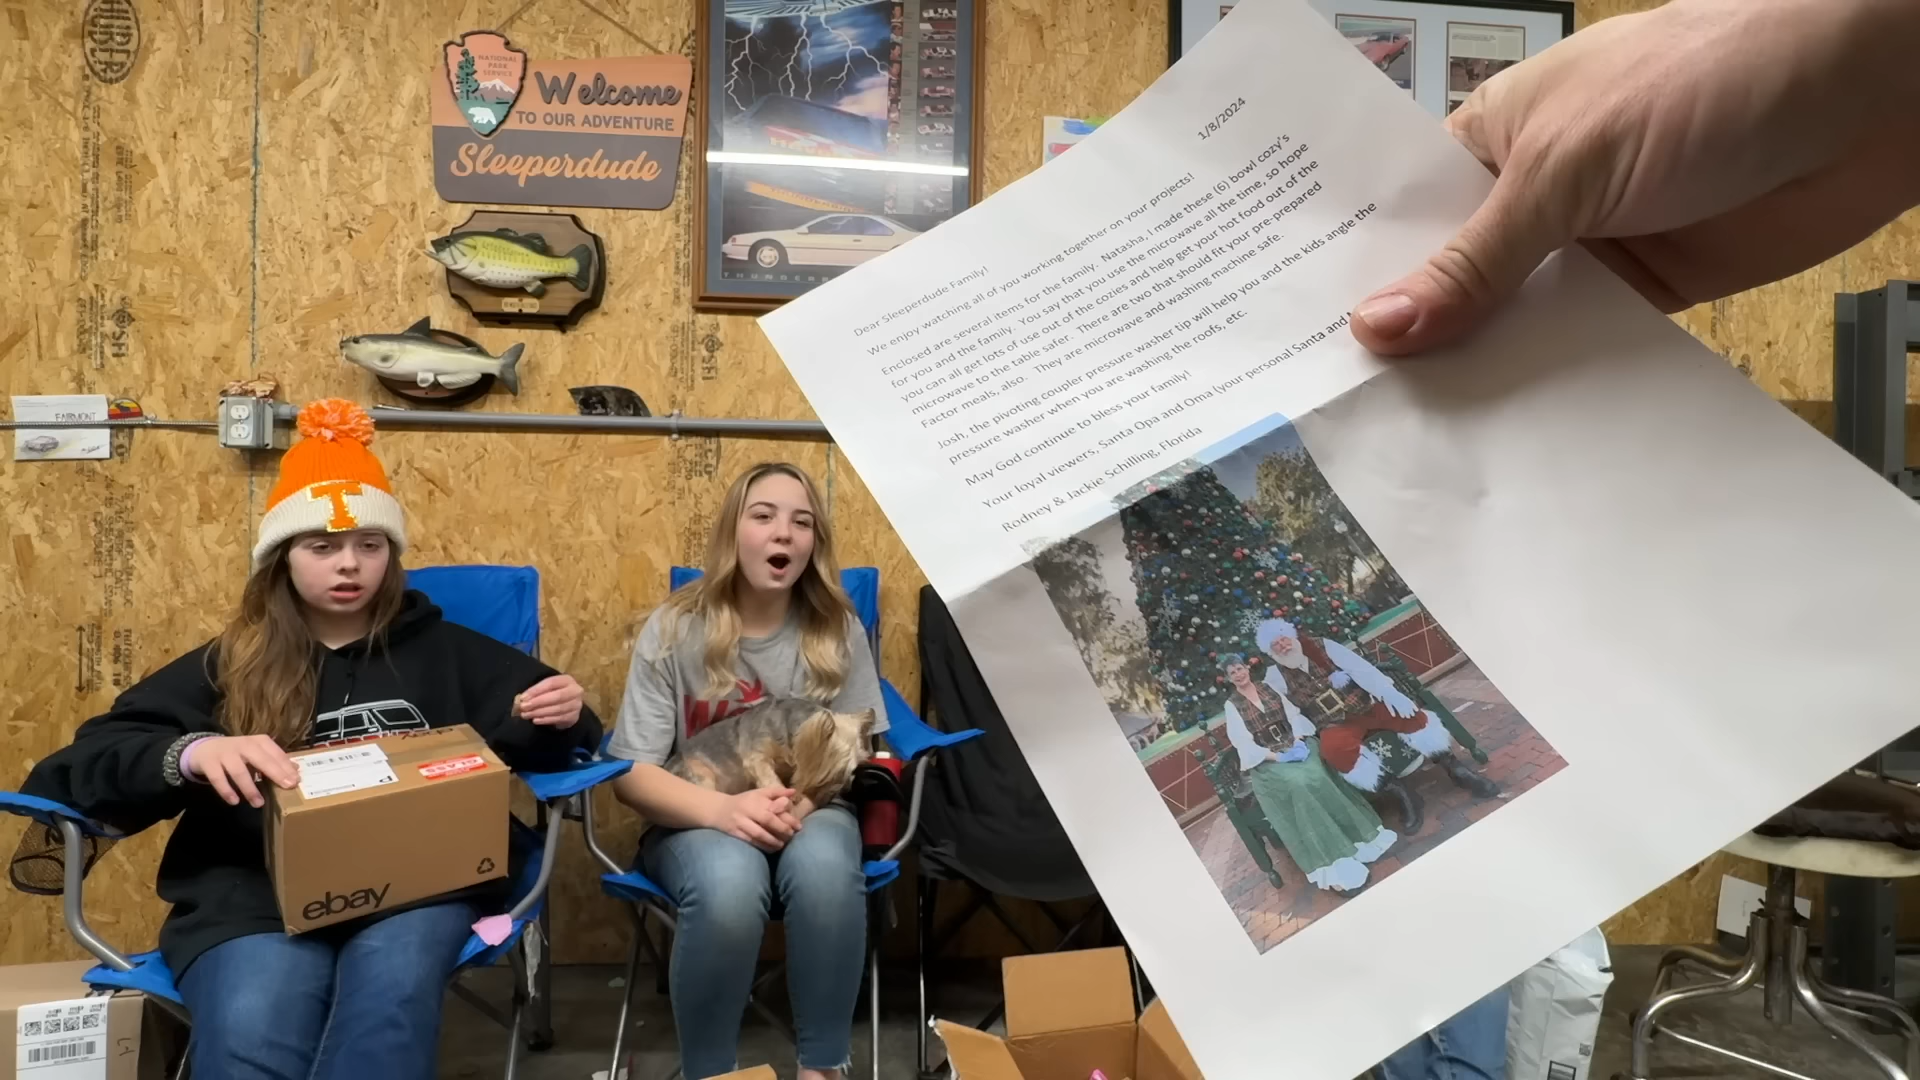 NATIONAL
PARK
SERVICE
Welcome
TO OUR ADVENTURE
Sleeperdude
THUNDERB
FAIRMONT
T
ebay
GLASS
1/8/2024
Dear Sleeperdude Family!
We enjoy watching all of you working together on your projects!
Enclosed are several items for the family. Natasha, I made these (6) bowl cozy's
for you and the family. You say that you use the microwave all the time, so hope
you can all get lots of use out of the cozies and help get your hot food out of the
microwave to the table safer. There are two that should fit your pre-prepared
Factor meals, also. They are microwave and washing machine safe.
Josh, the pivoting coupler pressure washer tip will help you and the kids angle the
pressure washer when you are washing the roofs, etc.
May God continue to bless your family!
Your loyal viewers, Santa Opa and Oma (your personal Santa and
Rodney & Jackie Schilling, Florida